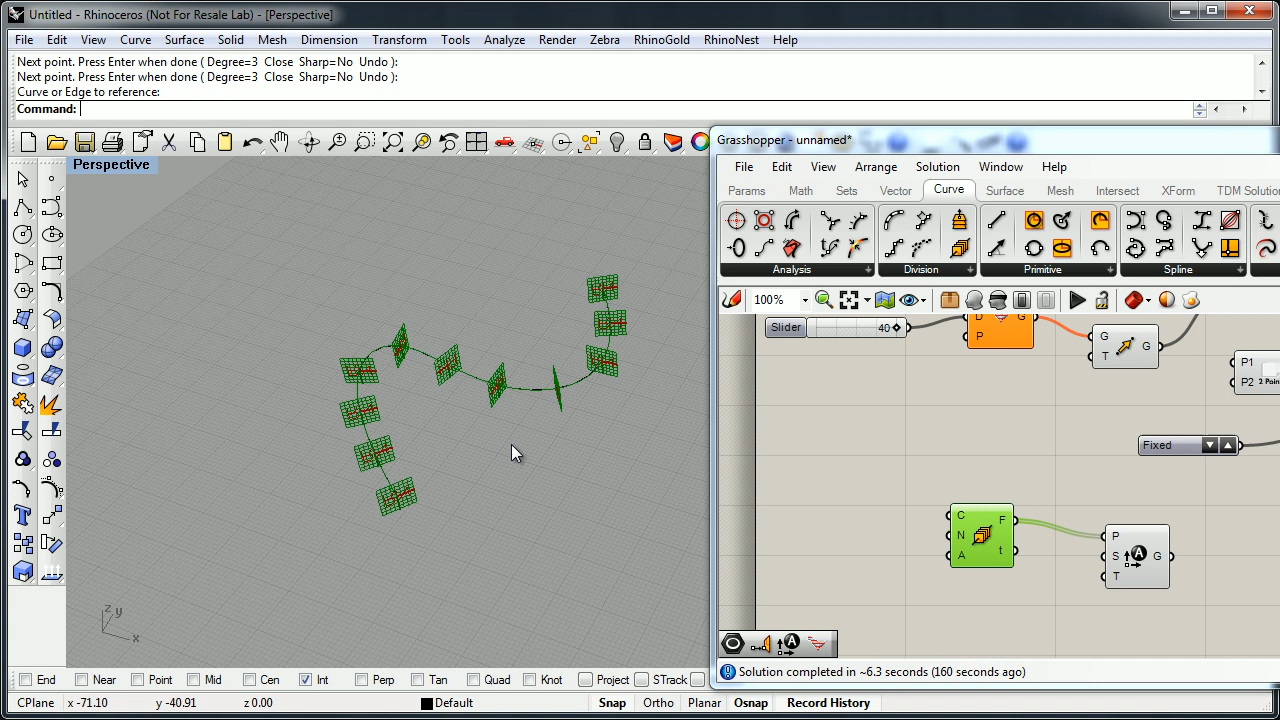 Untitled - Rhinoceros (Not For Resale Lab) - [Perspective]
File Edit View Curve Surface Solid Mesh Dimension Transform Tools Analyze Render Zebra RhinoGold RhinoNest Help
Next point. Press Enter when done ( Degree=3 Close Sharp=No Undo ):
Next point. Press Enter when done ( Degree=3 Close Sharp=No Undo ):
Curve or Edge to reference:
Command:
Perspective
Grasshopper - unnamed*
File Edit View Arrange Solution Window Help
Params Math Sets Vector Curve Surface Mesh Intersect XForm TDM Solution
Analysis Division Primitive Spline
100%
Slider 40
D G
P
G G
T
P1
P2
2 Point
Fixed
C F
N
A t
P
S A G
T
z y
x
A
Solution completed in ~6.3 seconds (160 seconds ago)
End Near Point Mid Cen Int Perp Tan Quad Knot Project STrack
CPlane x -71.10 y -40.91 z 0.00 Default Snap Ortho Planar Osnap Record History